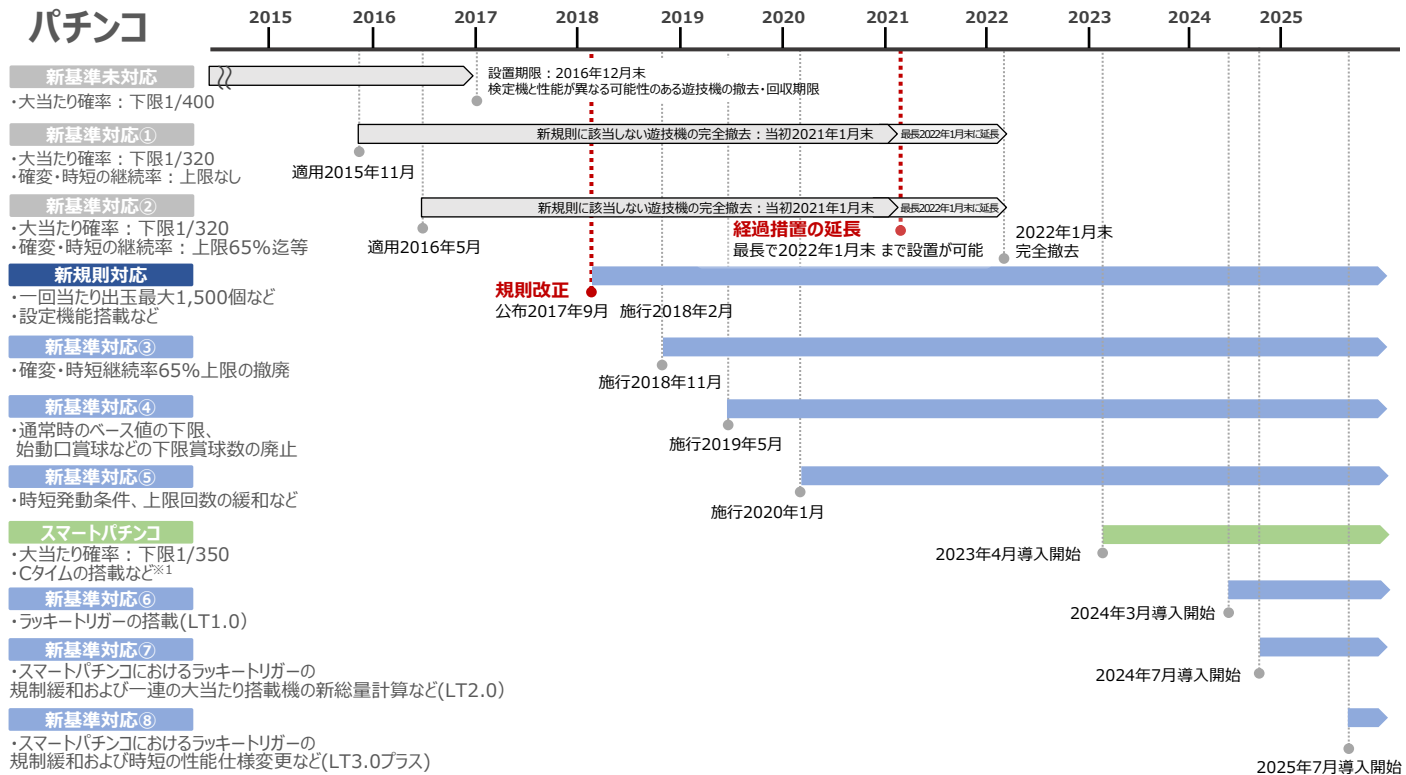 パチンコ
2015 2016 2017 2018 2019 2020 2021 2022 2023 2024 2025
新基準未対応
・大当たり確率：下限1/400
設置期限：2016年12月末
検定機と性能が異なる可能性のある遊技機の撤去・回収期限
新基準対応①
・大当たり確率：下限1/320
・確変・時短の継続率：上限なし
新規則に該当しない遊技機の完全撤去：当初2021年1月末
最長2022年1月末に延長
適用2015年11月
新基準対応②
・大当たり確率：下限1/320
・確変・時短の継続率：上限65%迄等
新規則に該当しない遊技機の完全撤去：当初2021年1月末
最長2022年1月末に延長
適用2016年5月
経過措置の延長
最長で2022年1月末 まで設置が可能
2022年1月末
完全撤去
新規則対応
・一回当たり出玉最大1,500個など
・設定機能搭載など
規則改正
公布2017年9月 施行2018年2月
新基準対応③
・確変・時短継続率65%上限の撤廃
施行2018年11月
新基準対応④
・通常時のベース値の下限、
始動口賞球などの下限賞球数の廃止
施行2019年5月
新基準対応⑤
・時短発動条件、上限回数の緩和など
施行2020年1月
スマートパチンコ
・大当たり確率：下限1/350
・Cタイムの搭載など※1
2023年4月導入開始
新基準対応⑥
・ラッキートリガーの搭載(LT1.0)
2024年3月導入開始
新基準対応⑦
・スマートパチンコにおけるラッキートリガーの
規制緩和および一連の大当たり搭載機の新総量計算など(LT2.0)
2024年7月導入開始
新基準対応⑧
・スマートパチンコにおけるラッキートリガーの
規制緩和および時短の性能仕様変更など(LT3.0プラス)
2025年7月導入開始